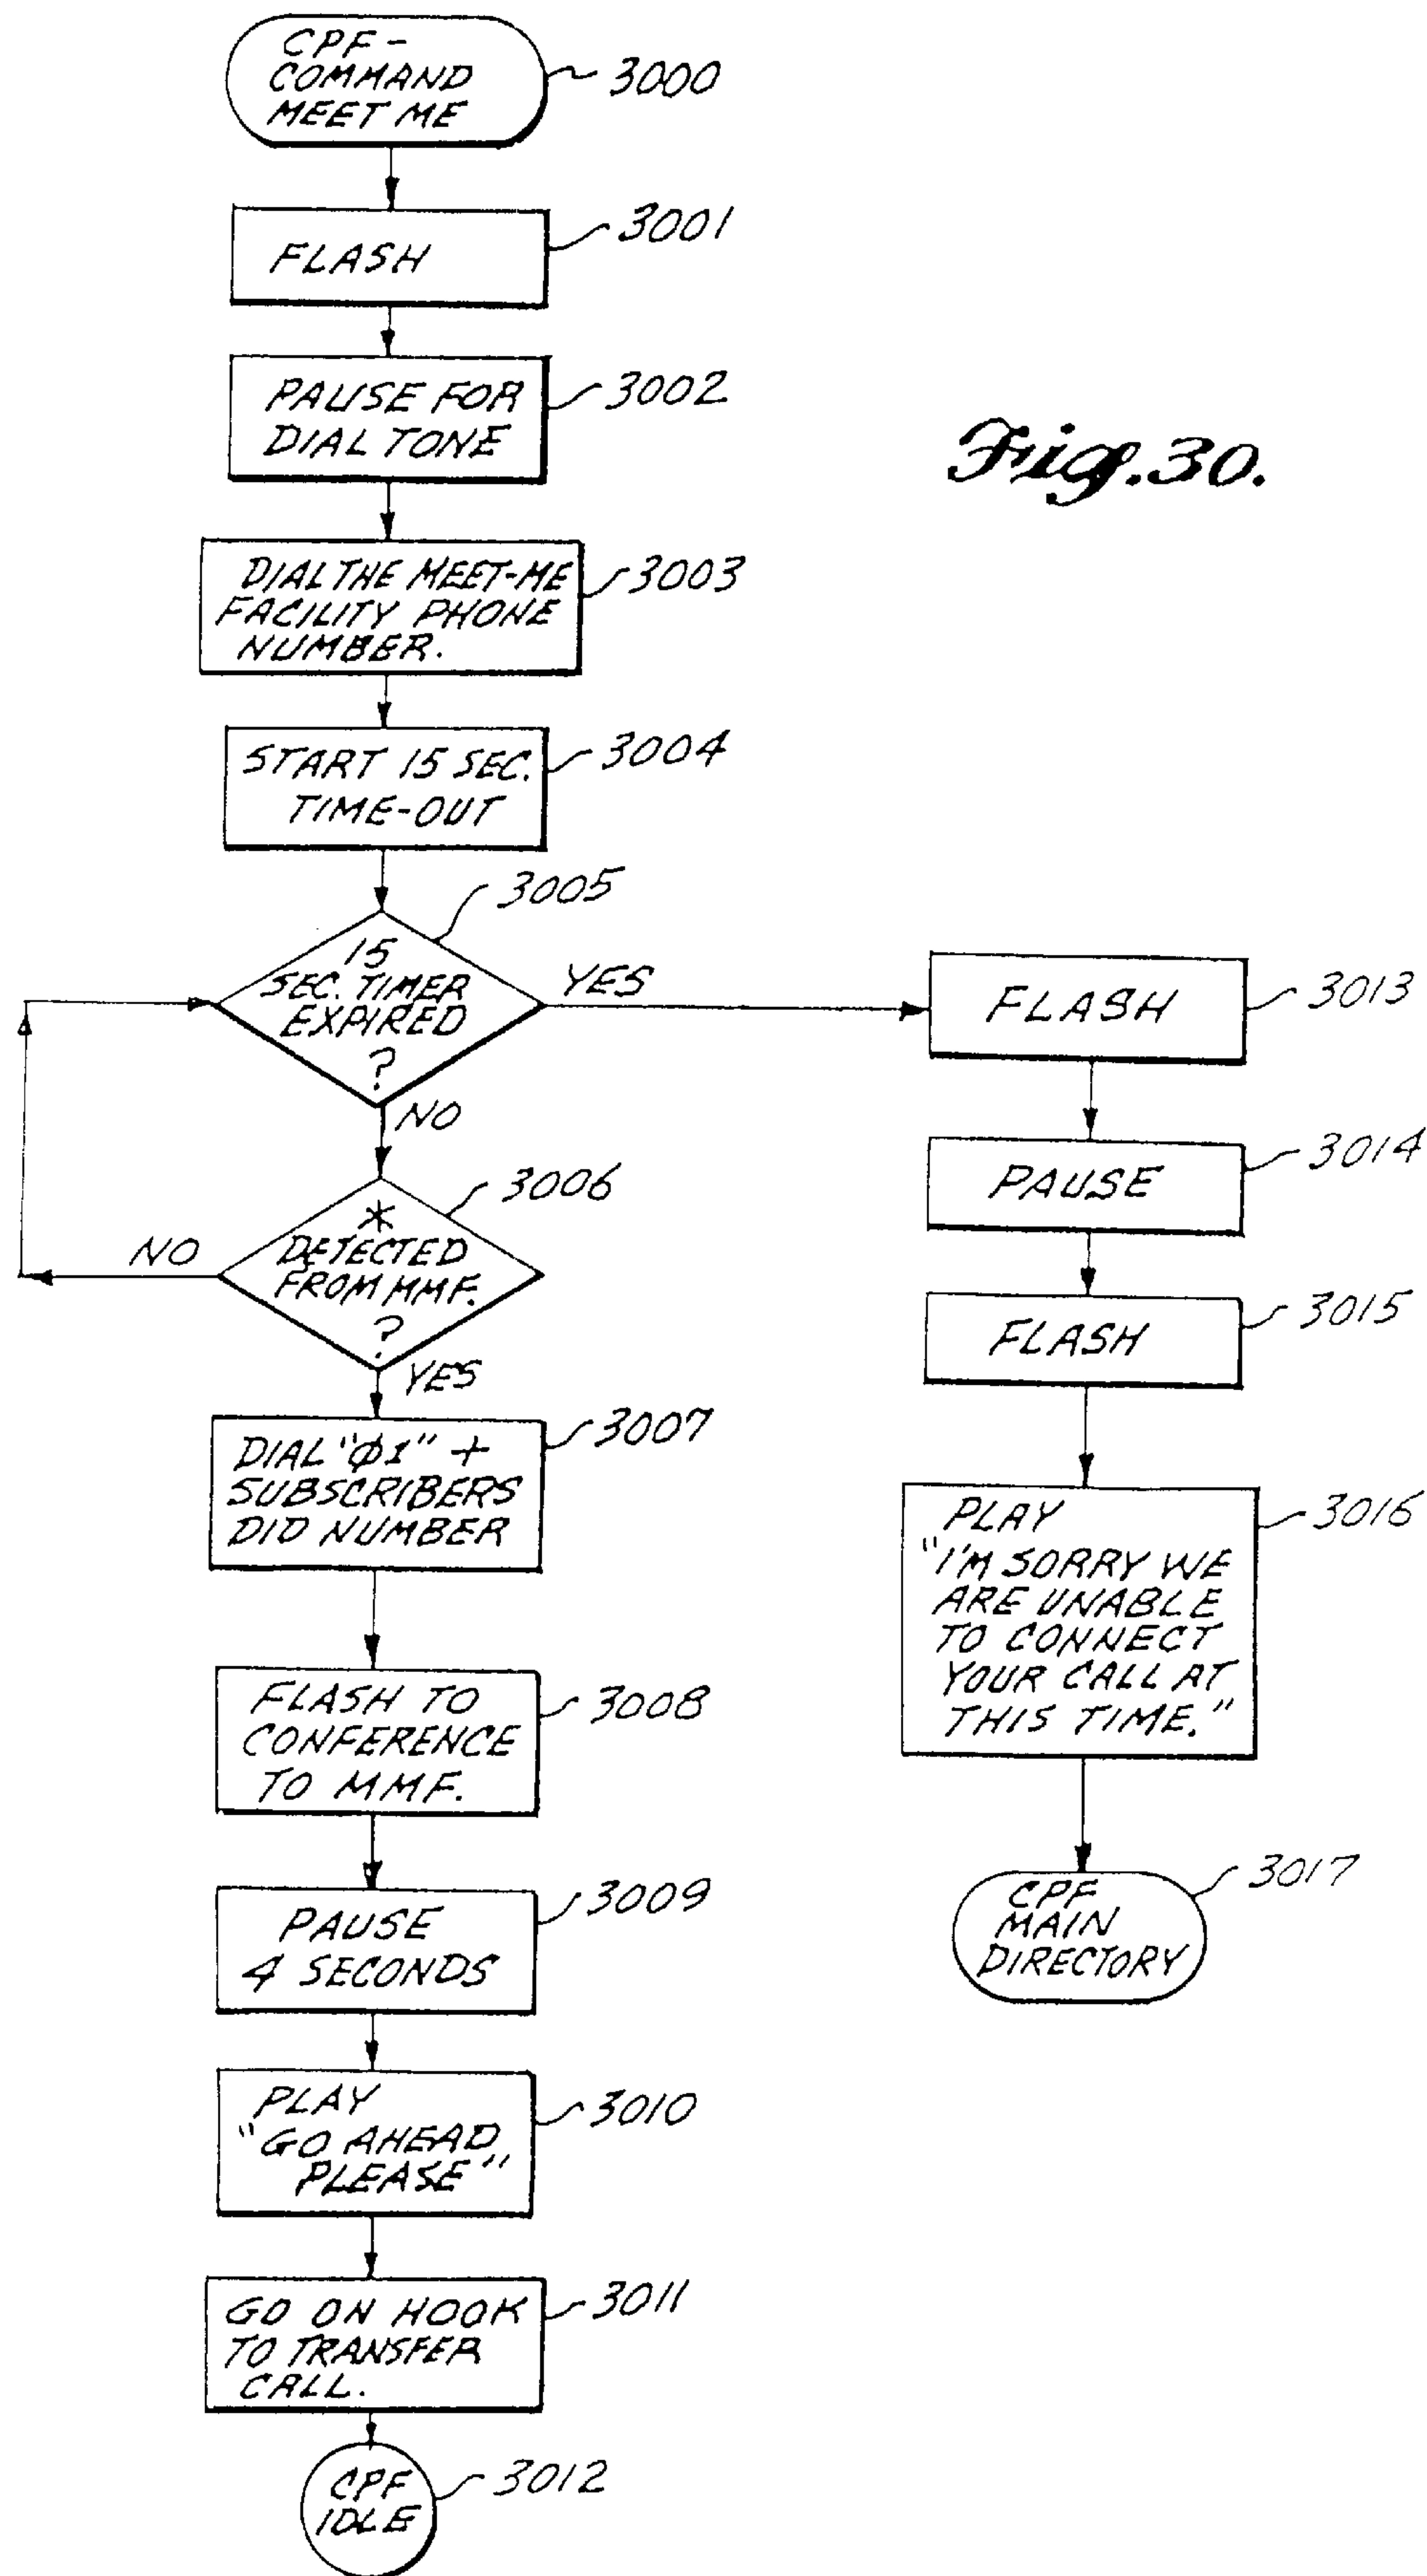 CPF-
COMMAND
MEET ME
3000
FLASH
3001
PAUSE FOR
DIAL TONE
3002
Fig. 30.
DIAL THE MEET-ME
FACILITY PHONE
NUMBER.
3003
START 15 SEC.
TIME-OUT
3004
15
SEC. TIMER
EXPIRED
?
3005
YES
NO
*
DETECTED
FROM MMF.
?
3006
NO
YES
DIAL "Ø1" +
SUBSCRIBERS
DID NUMBER
3007
FLASH TO
CONFERENCE
TO MMF.
3008
PAUSE
4 SECONDS
3009
PLAY
"GO AHEAD
PLEASE"
3010
GO ON HOOK
TO TRANSFER
CALL.
3011
CPF
IDLE
3012
FLASH
3013
PAUSE
3014
FLASH
3015
PLAY
"I'M SORRY WE
ARE UNABLE
TO CONNECT
YOUR CALL AT
THIS TIME."
3016
CPF
MAIN
DIRECTORY
3017